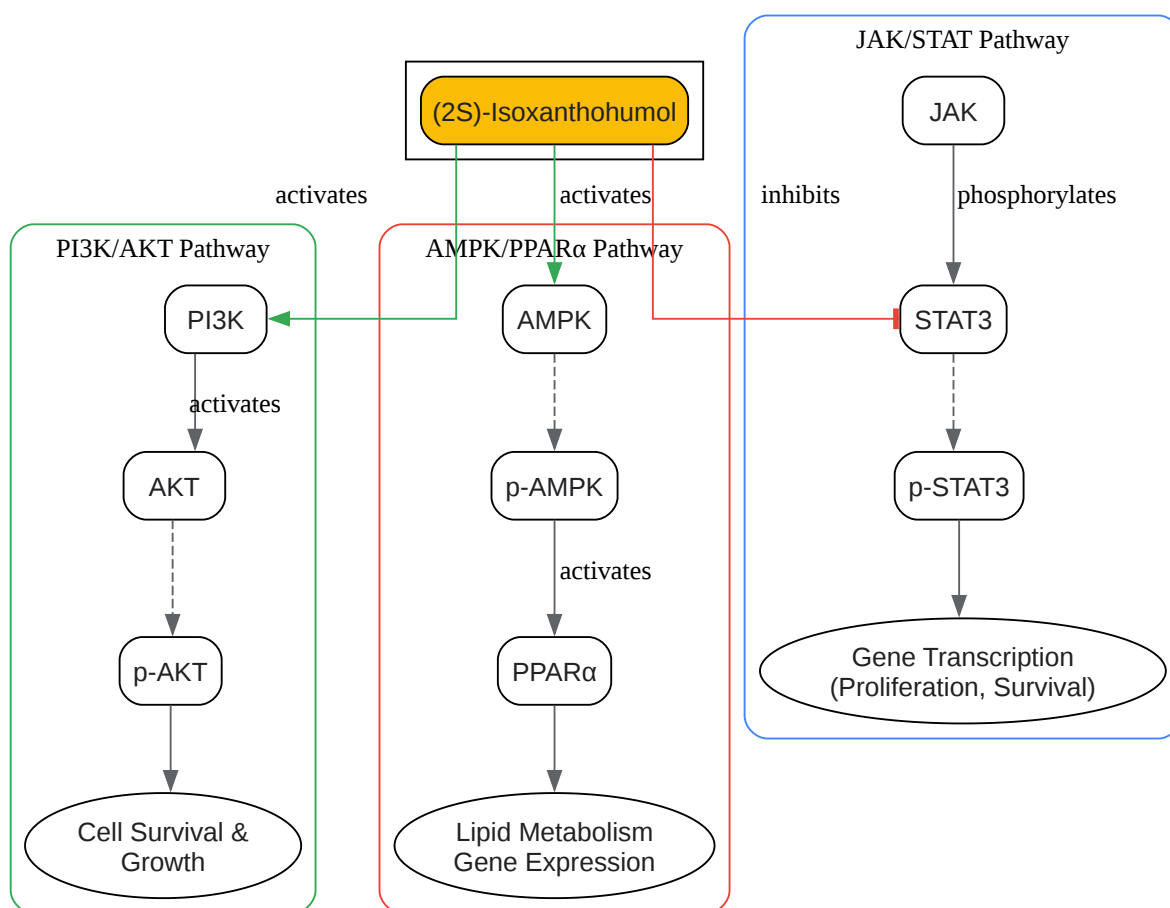 JAK/STAT Pathway
(2S)-Isoxanthohumol
JAK
activates
activates
inhibits
phosphorylates
PI3K/AKT Pathway
AMPK/PPARα Pathway
PI3K
AMPK
STAT3
activates
AKT
p-AMPK
p-STAT3
activates
p-AKT
PPARα
Gene Transcription
(Proliferation, Survival)
Cell Survival &
Growth
Lipid Metabolism
Gene Expression